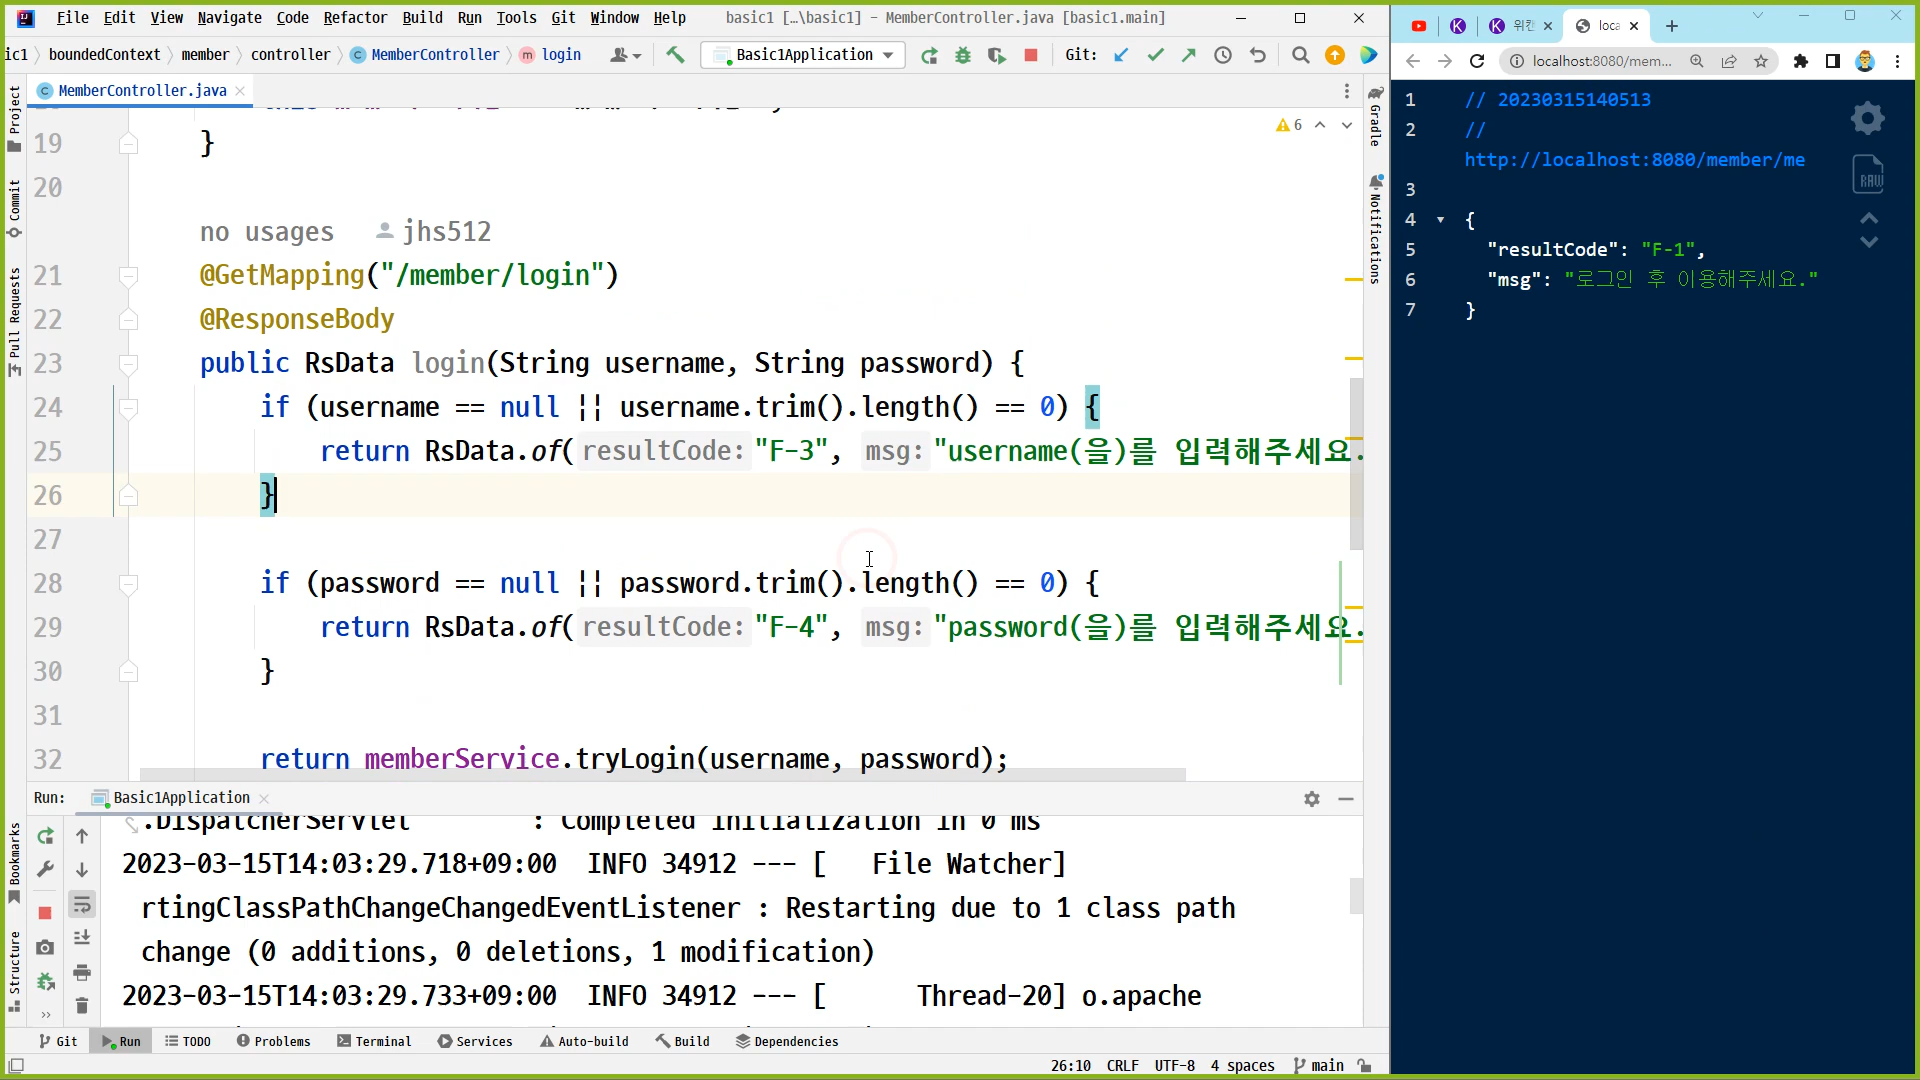 File Edit View Navigate Code Refactor Build Run Tools Git Window Help basic1 […\basic1] - MemberController.java [basic1.main]
ic1 boundedContext member controller MemberController login Basic1Application Git:
MemberController.java
6
19 }
20
no usages jhs512
21 @GetMapping("/member/login")
22 @ResponseBody
23 public RsData login(String username, String password) {
24 if (username == null || username.trim().length() == 0) {
25 return RsData.of( resultCode: "F-3", msg: "username(을)를 입력해주세요.
26 }
27
28 if (password == null || password.trim().length() == 0) {
29 return RsData.of( resultCode: "F-4", msg: "password(을)를 입력해주세요.
30 }
31
32 return memberService.tryLogin(username, password);
Project
Commit
Pull Requests
Bookmarks
Structure
Gradle
Notifications
Run: Basic1Application
.DispatcherServlet : Completed initialization in 0 ms
2023-03-15T14:03:29.718+09:00 INFO 34912 --- [ File Watcher]
rtingClassPathChangeChangedEventListener : Restarting due to 1 class path
change (0 additions, 0 deletions, 1 modification)
2023-03-15T14:03:29.733+09:00 INFO 34912 --- [ Thread-20] o.apache
Git Run TODO Problems Terminal Services Auto-build Build Dependencies
26:10 CRLF UTF-8 4 spaces main
K K 위캔 loca
localhost:8080/mem...
1 // 20230315140513
2 //
http://localhost:8080/member/me
3
4 {
5 "resultCode": "F-1",
6 "msg": "로그인 후 이용해주세요."
7 }
RAW